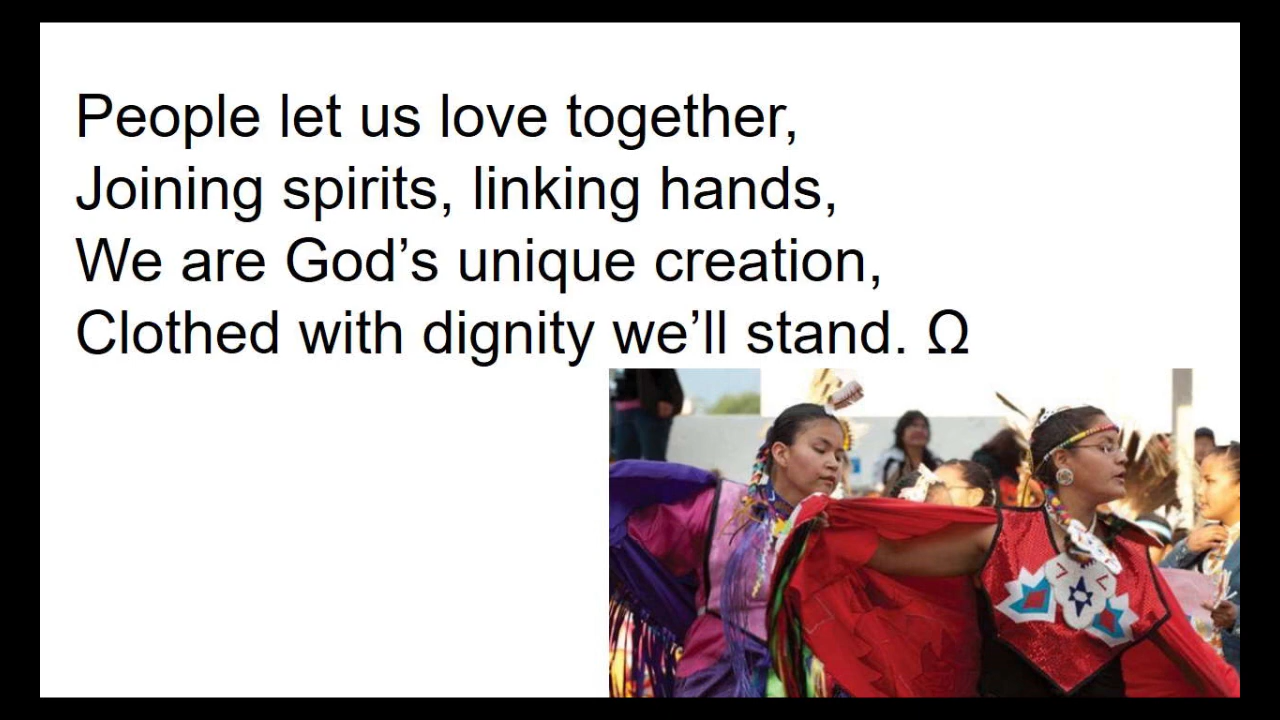 People let us love together,
Joining spirits, linking hands,
We are God’s unique creation,
Clothed with dignity we’ll stand. Ω